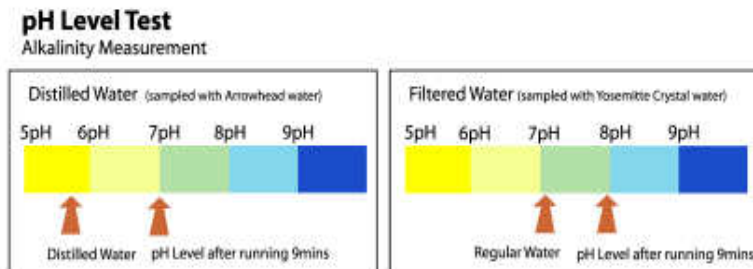 pH Level Test
Alkalinity Measurement
Distilled Water (sampled with Arrowhead water)
5pH 6pH 7pH 8pH 9pH
Distilled Water pH Level after running 9mins
Filtered Water (sampled with Yosemitte Crystal water)
5pH 6pH 7pH 8pH 9pH
Regular Water pH Level after running 9mins